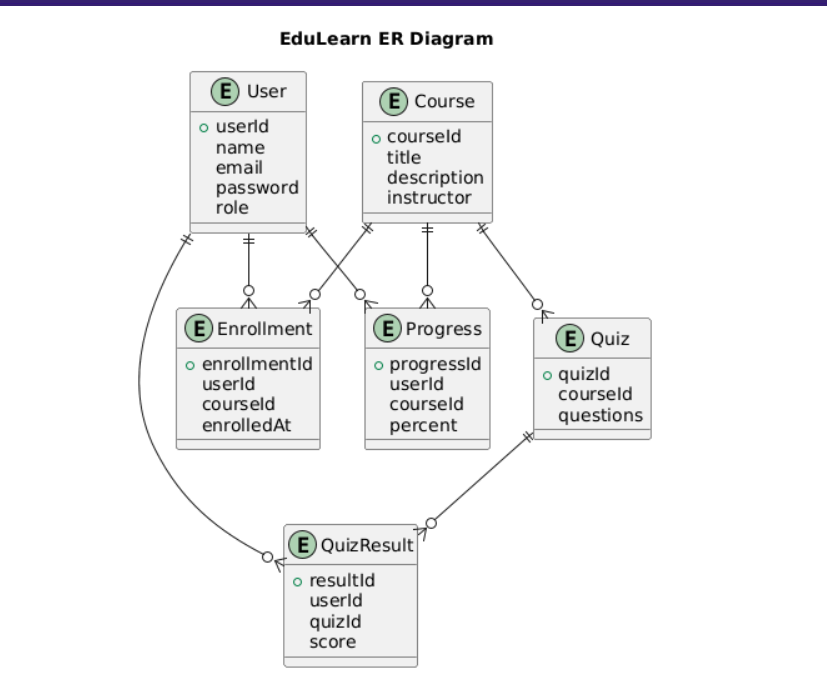 EduLearn ER Diagram
E User
userId
name
email
password
role
E Course
courseId
title
description
instructor
E Enrollment
enrollmentId
userId
courseId
enrolledAt
E Progress
progressId
userId
courseId
percent
E Quiz
quizId
courseId
questions
E QuizResult
resultId
userId
quizId
score